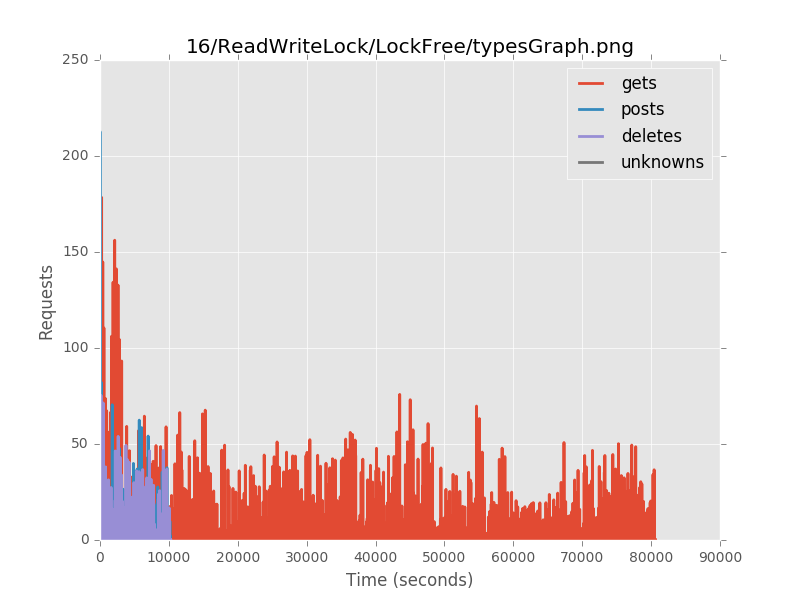 16/ReadWriteLock/LockFree/typesGraph.png
250
200
150
100
50
0
Requests
gets
posts
deletes
unknowns
0 10000 20000 30000 40000 50000 60000 70000 80000 90000
Time (seconds)